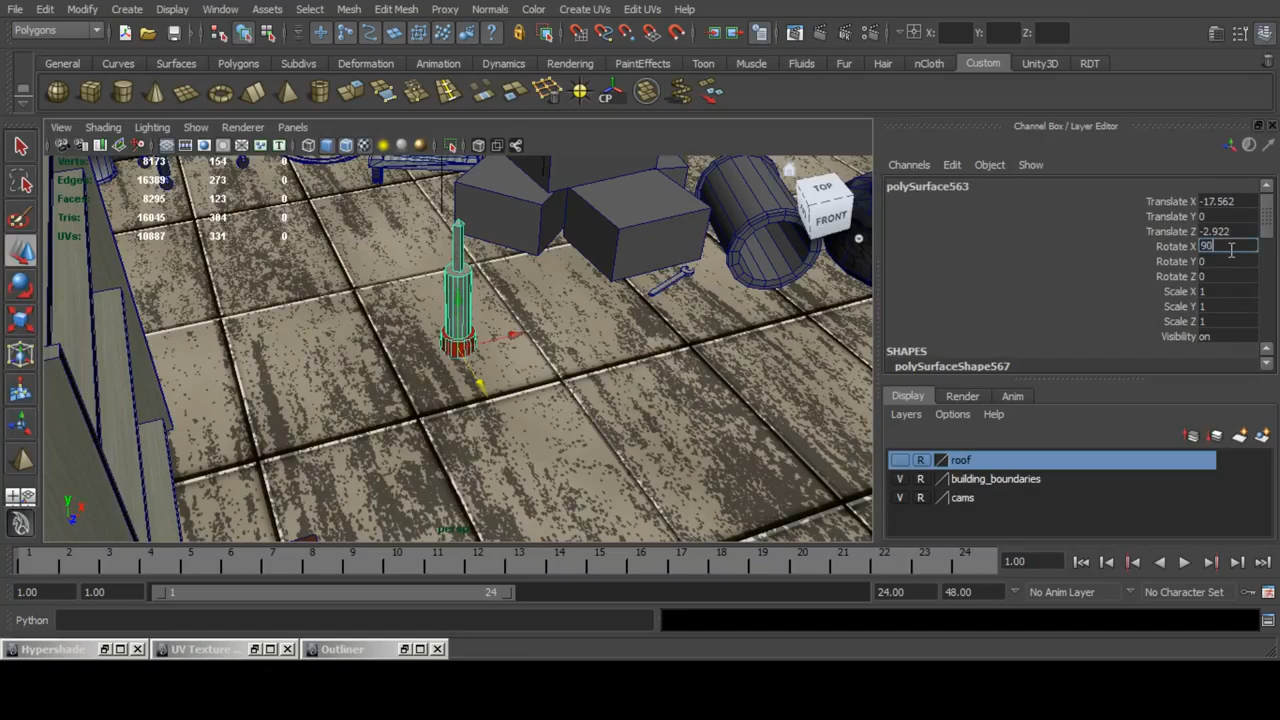 File Edit Modify Create Display Window Assets Select Mesh Edit Mesh Proxy Normals Color Create UVs Edit UVs Help
Polygons X: Y: Z:
General Curves Surfaces Polygons Subdivs Deformation Animation Dynamics Rendering PaintEffects Toon Muscle Fluids Fur Hair nCloth Custom Unity3D RDT
CP
View Shading Lighting Show Renderer Panels
Channel Box / Layer Editor
Channels Edit Object Show
Verts: 8173 154 0
Edges: 16389 273 0
Faces: 8295 123 0
Tris: 16045 304 0
UVs: 10887 331 0
TOP
FRONT
polySurface563
Translate X -17.562
Translate Y 0
Translate Z -2.922
Rotate X 90
Rotate Y 0
Rotate Z 0
Scale X 1
Scale Y 1
Scale Z 1
Visibility on
SHAPES
polySurfaceShape567
Display Render Anim
Layers Options Help
R roof
V R building_boundaries
V R cams
y
x
z
persp
1 2 3 4 5 6 7 8 9 10 11 12 13 14 15 16 17 18 19 20 21 22 23 24
1.00
1.00 1.00 1 24 24.00 48.00 No Anim Layer No Character Set
Python
Hypershade UV Texture ... Outliner